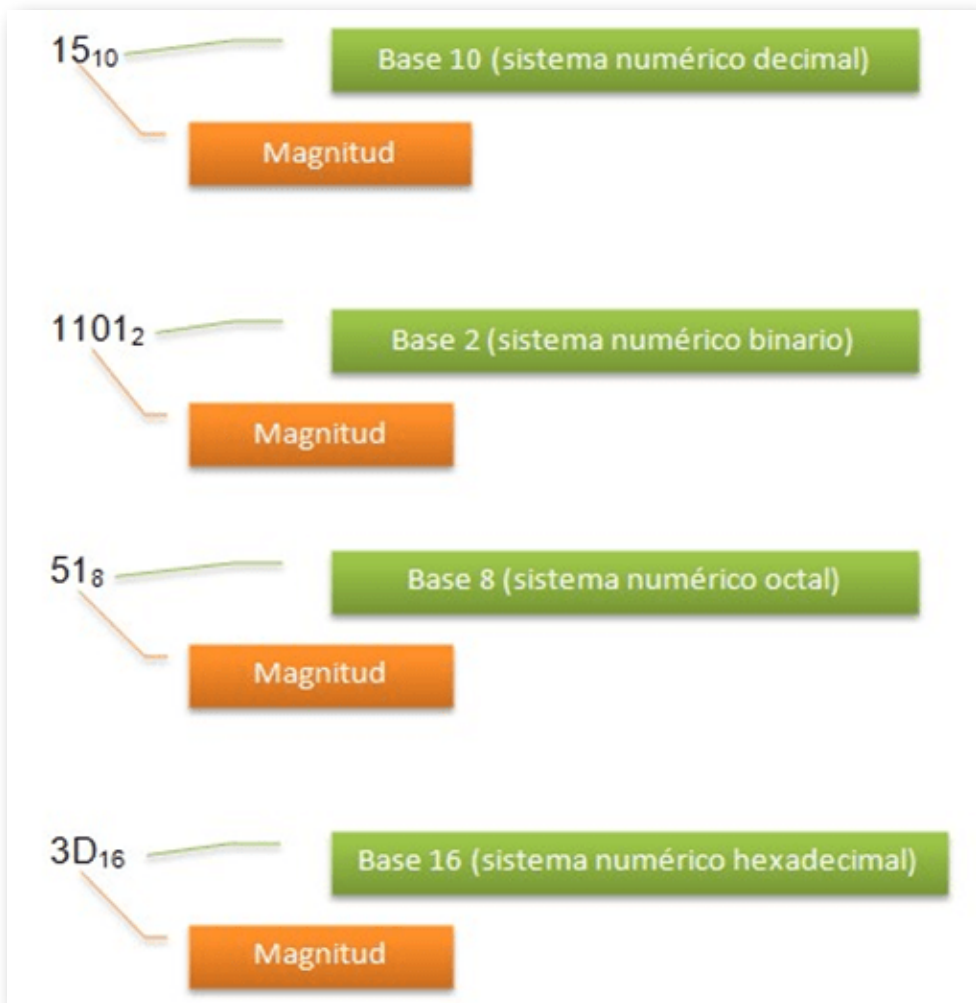 15₁₀
Base 10 (sistema numérico decimal)
Magnitud
1101₂
Base 2 (sistema numérico binario)
Magnitud
51₈
Base 8 (sistema numérico octal)
Magnitud
3D₁₆
Base 16 (sistema numérico hexadecimal)
Magnitud